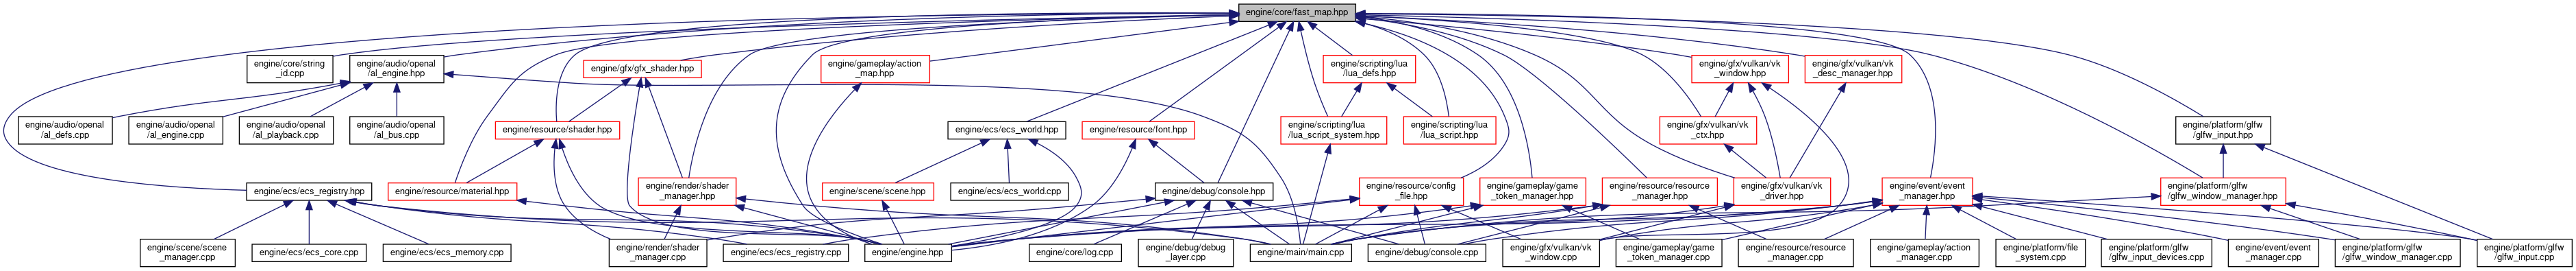 engine/core/fast_map.hpp
engine/core/string
_id.cpp
engine/audio/openal
/al_engine.hpp
engine/gfx/gfx_shader.hpp
engine/gameplay/action
_map.hpp
engine/scripting/lua
/lua_defs.hpp
engine/gfx/vulkan/vk
_window.hpp
engine/gfx/vulkan/vk
_desc_manager.hpp
engine/audio/openal
/al_defs.cpp
engine/audio/openal
/al_engine.cpp
engine/audio/openal
/al_playback.cpp
engine/audio/openal
/al_bus.cpp
engine/resource/shader.hpp
engine/ecs/ecs_world.hpp
engine/resource/font.hpp
engine/scripting/lua
/lua_script_system.hpp
engine/scripting/lua
/lua_script.hpp
engine/gfx/vulkan/vk
_ctx.hpp
engine/platform/glfw
/glfw_input.hpp
engine/ecs/ecs_registry.hpp
engine/resource/material.hpp
engine/render/shader
_manager.hpp
engine/scene/scene.hpp
engine/ecs/ecs_world.cpp
engine/debug/console.hpp
engine/resource/config
_file.hpp
engine/gameplay/game
_token_manager.hpp
engine/resource/resource
_manager.hpp
engine/gfx/vulkan/vk
_driver.hpp
engine/event/event
_manager.hpp
engine/platform/glfw
/glfw_window_manager.hpp
engine/scene/scene
_manager.cpp
engine/ecs/ecs_core.cpp
engine/ecs/ecs_memory.cpp
engine/render/shader
_manager.cpp
engine/ecs/ecs_registry.cpp
engine/engine.hpp
engine/core/log.cpp
engine/debug/debug
_layer.cpp
engine/main/main.cpp
engine/debug/console.cpp
engine/gfx/vulkan/vk
_window.cpp
engine/gameplay/game
_token_manager.cpp
engine/resource/resource
_manager.cpp
engine/gameplay/action
_manager.cpp
engine/platform/file
_system.cpp
engine/platform/glfw
/glfw_input_devices.cpp
engine/event/event
_manager.cpp
engine/platform/glfw
/glfw_window_manager.cpp
engine/platform/glfw
/glfw_input.cpp